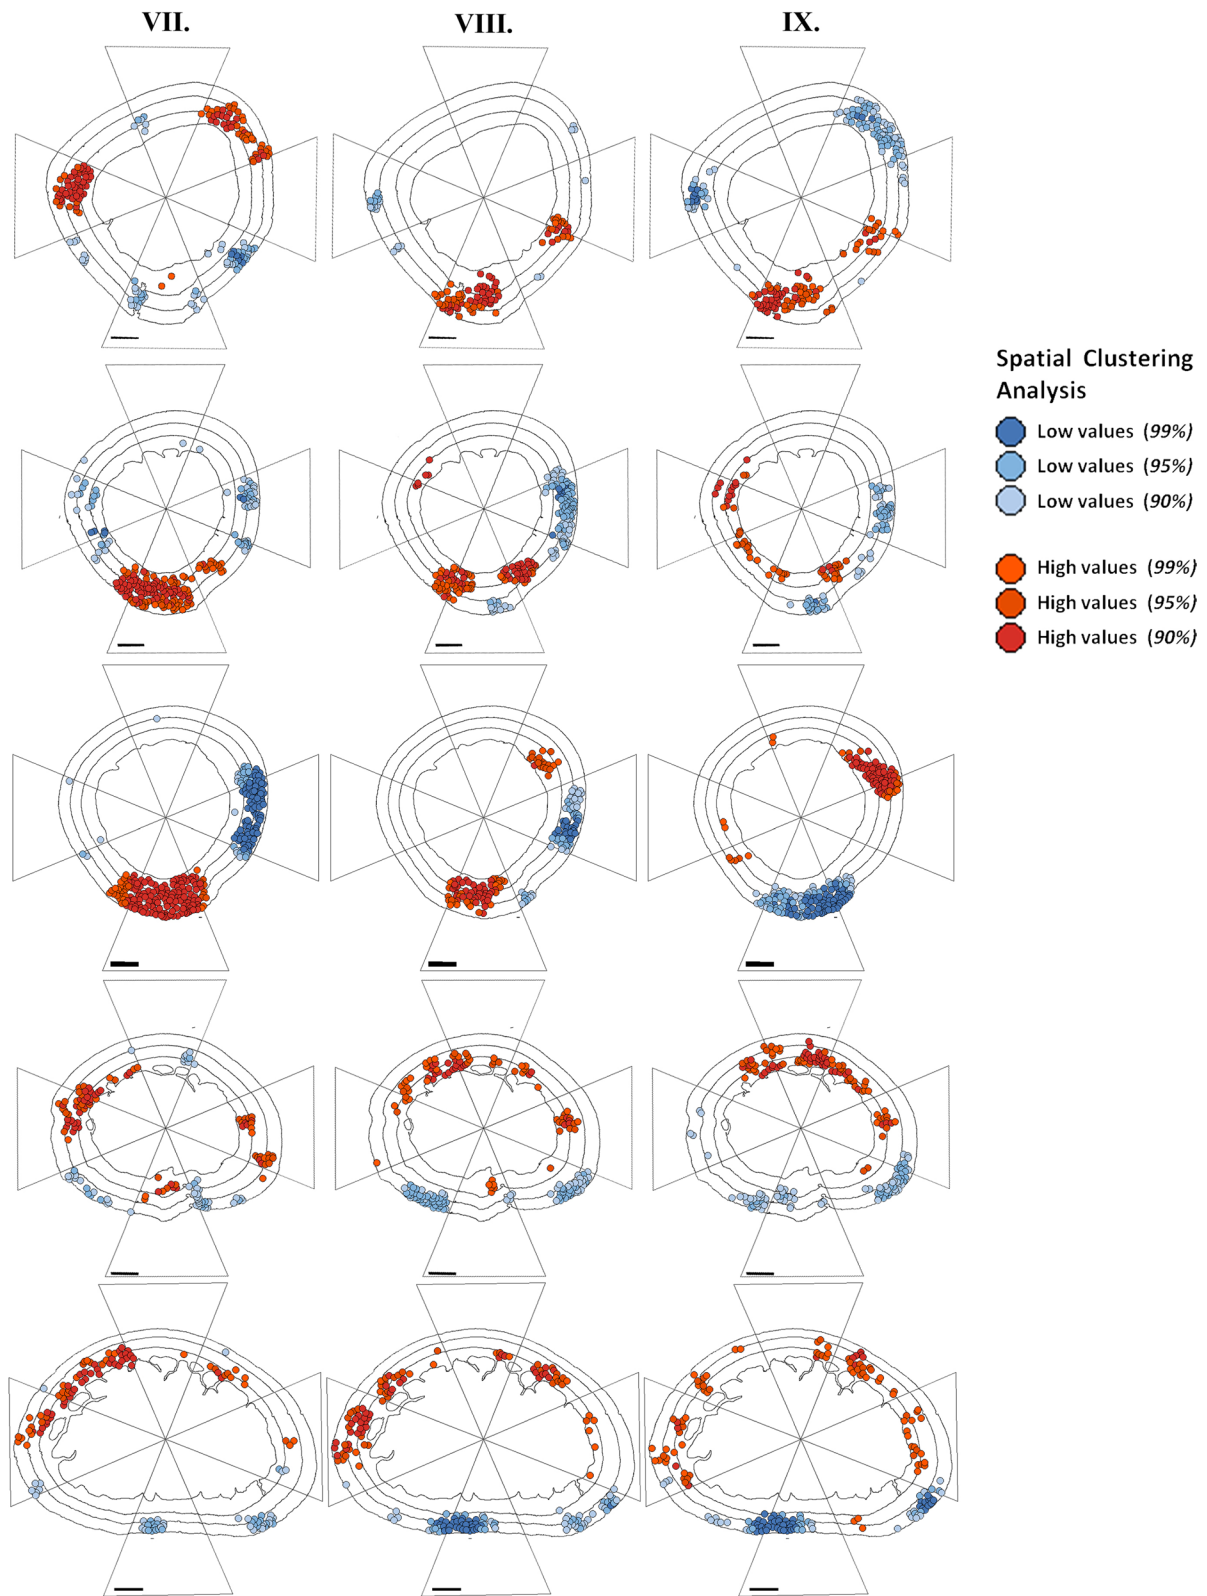 VII. VIII. IX.
Spatial Clustering
Analysis
Low values (99%)
Low values (95%)
Low values (90%)
High values (99%)
High values (95%)
High values (90%)